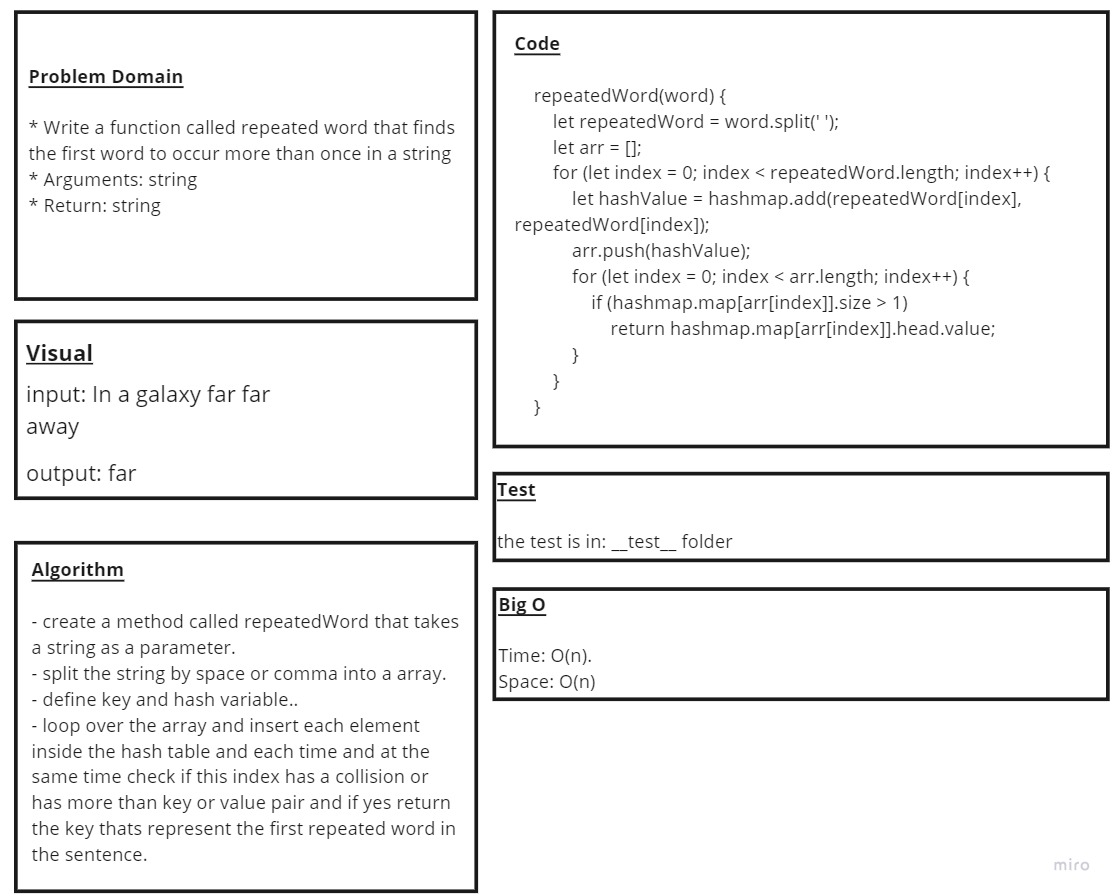 Problem Domain
* Write a function called repeated word that finds
the first word to occur more than once in a string
* Arguments: string
* Return: string
Visual
input: In a galaxy far far
away
output: far
Algorithm
- create a method called repeatedWord that takes
a string as a parameter.
- split the string by space or comma into a array.
- define key and hash variable..
- loop over the array and insert each element
inside the hash table and each time and at the
same time check if this index has a collision or
has more than key or value pair and if yes return
the key thats represent the first repeated word in
the sentence.
Code
repeatedWord(word) {
let repeatedWord = word.split(' ');
let arr = [];
for (let index = 0; index < repeatedWord.length; index++) {
let hashValue = hashmap.add(repeatedWord[index],
repeatedWord[index]);
arr.push(hashValue);
for (let index = 0; index < arr.length; index++) {
if (hashmap.map[arr[index]].size > 1)
return hashmap.map[arr[index]].head.value;
}
}
}
Test
the test is in: __test__ folder
Big O
Time: O(n).
Space: O(n)
miro